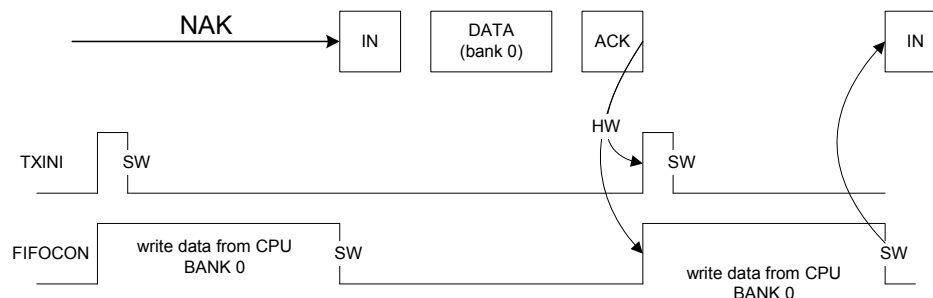 NAK
IN
DATA
(bank 0)
ACK
IN
HW
TXINI
SW
SW
FIFOCON
write data from CPU
BANK 0
SW
write data from CPU
BANK 0
SW